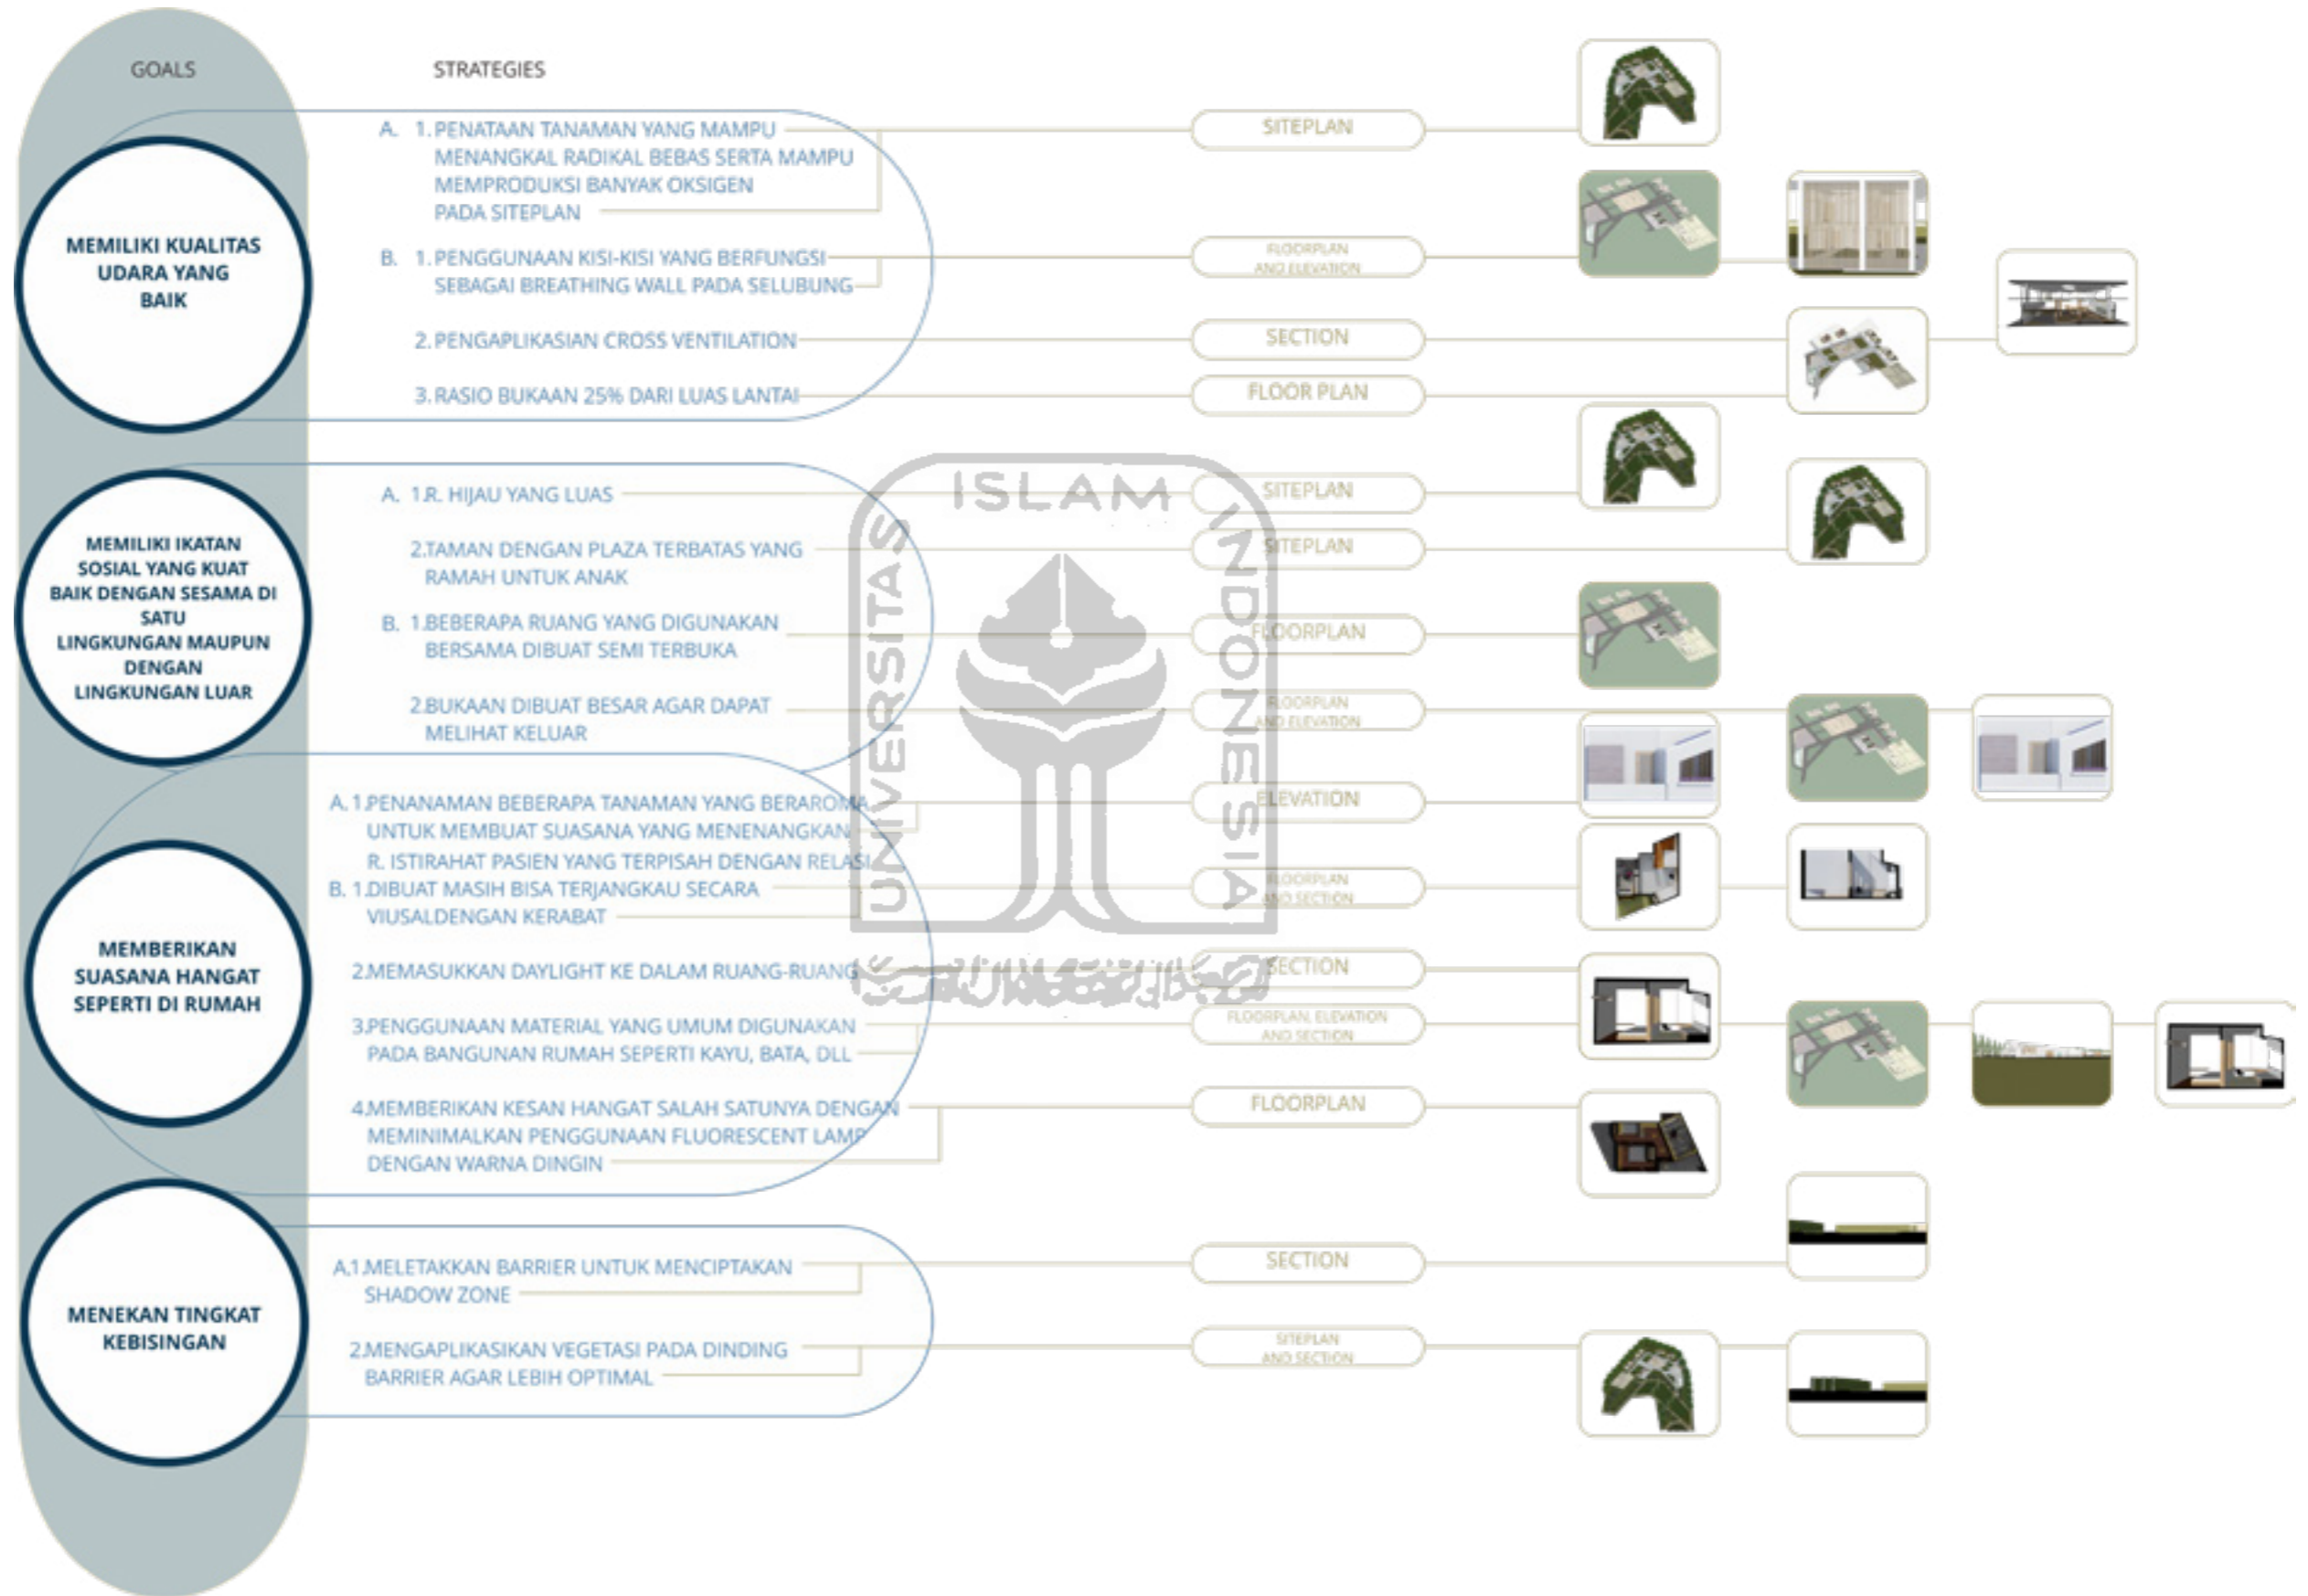 GOALS
STRATEGIES
MEMILIKI KUALITAS
UDARA YANG
BAIK
A. 1. PENATAAN TANAMAN YANG MAMPU
MENANGKAL RADIKAL BEBAS SERTA MAMPU
MEMPRODUKSI BANYAK OKSIGEN
PADA SITEPLAN
SITEPLAN
B. 1. PENGGUNAAN KISI-KISI YANG BERFUNGSI
SEBAGAI BREATHING WALL PADA SELUBUNG
FLOORPLAN
AND ELEVATION
2. PENGAPLIKASIAN CROSS VENTILATION
SECTION
3. RASIO BUKAAN 25% DARI LUAS LANTAI
FLOOR PLAN
MEMILIKI IKATAN
SOSIAL YANG KUAT
BAIK DENGAN SESAMA DI
SATU
LINGKUNGAN MAUPUN
DENGAN
LINGKUNGAN LUAR
A. 1.R. HIJAU YANG LUAS
SITEPLAN
2.TAMAN DENGAN PLAZA TERBATAS YANG
RAMAH UNTUK ANAK
SITEPLAN
B. 1.BEBERAPA RUANG YANG DIGUNAKAN
BERSAMA DIBUAT SEMI TERBUKA
FLOORPLAN
2.BUKAAN DIBUAT BESAR AGAR DAPAT
MELIHAT KELUAR
FLOORPLAN
AND ELEVATION
MEMBERIKAN
SUASANA HANGAT
SEPERTI DI RUMAH
A. 1.PENANAMAN BEBERAPA TANAMAN YANG BERAROMA
UNTUK MEMBUAT SUASANA YANG MENENANGKAN
ELEVATION
R. ISTIRAHAT PASIEN YANG TERPISAH DENGAN RELASI
B. 1.DIBUAT MASIH BISA TERJANGKAU SECARA
VIUSALDENGAN KERABAT
FLOORPLAN
AND SECTION
2.MEMASUKKAN DAYLIGHT KE DALAM RUANG-RUANG
SECTION
3.PENGGUNAAN MATERIAL YANG UMUM DIGUNAKAN
PADA BANGUNAN RUMAH SEPERTI KAYU, BATA, DLL
FLOORPLAN, ELEVATION
AND SECTION
4.MEMBERIKAN KESAN HANGAT SALAH SATUNYA DENGAN
MEMINIMALKAN PENGGUNAAN FLUORESCENT LAMP
DENGAN WARNA DINGIN
FLOORPLAN
MENEKAN TINGKAT
KEBISINGAN
A.1.MELETAKKAN BARRIER UNTUK MENCIPTAKAN
SHADOW ZONE
SECTION
2.MENGAPLIKASIKAN VEGETASI PADA DINDING
BARRIER AGAR LEBIH OPTIMAL
SITEPLAN
AND SECTION
UNIVERSITAS
ISLAM
INDONESIA